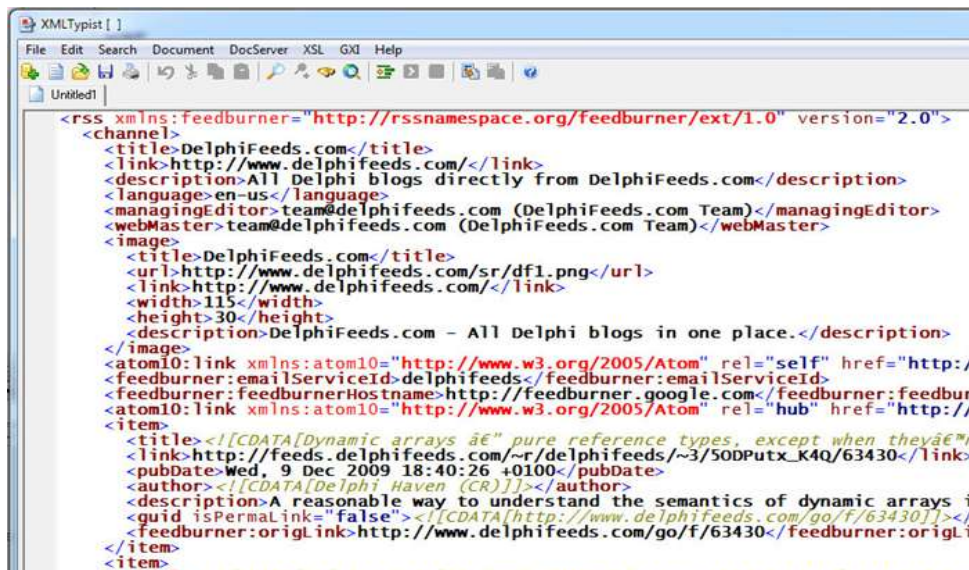 XMLTypist [ ]
File Edit Search Document DocServer XSL GXI Help
Untitled1
<rss xmlns:feedburner="http://rssnamespace.org/feedburner/ext/1.0" version="2.0">
<channel>
<title>DelphiFeeds.com</title>
<link>http://www.delphifeeds.com/</link>
<description>All Delphi blogs directly from DelphiFeeds.com</description>
<language>en-us</language>
<managingEditor>team@delphifeeds.com (DelphiFeeds.com Team)</managingEditor>
<webMaster>team@delphifeeds.com (DelphiFeeds.com Team)</webMaster>
<image>
<title>DelphiFeeds.com</title>
<url>http://www.delphifeeds.com/sr/df1.png</url>
<link>http://www.delphifeeds.com/</link>
<width>115</width>
<height>30</height>
<description>DelphiFeeds.com - All Delphi blogs in one place.</description>
</image>
<atom10:link xmlns:atom10="http://www.w3.org/2005/Atom" rel="self" href="http:/
<feedburner:emailServiceId>delphifeeds</feedburner:emailServiceId>
<feedburner:feedburnerHostname>http://feedburner.google.com</feedburner:feedbur
<atom10:link xmlns:atom10="http://www.w3.org/2005/Atom" rel="hub" href="http://
<item>
<title><![CDATA[Dynamic arrays â€" pure reference types, except when theyâ€™
<link>http://feeds.delphifeeds.com/~r/delphifeeds/~3/5ODPutx_K4Q/63430</link>
<pubDate>Wed, 9 Dec 2009 18:40:26 +0100</pubDate>
<author><![CDATA[Delphi Haven (CR)]]></author>
<description>A reasonable way to understand the semantics of dynamic arrays i
<guid isPermaLink="false"><![CDATA[http://www.delphifeeds.com/go/f/63430]]></
<feedburner:origLink>http://www.delphifeeds.com/go/f/63430</feedburner:origLi
</item>
<item>